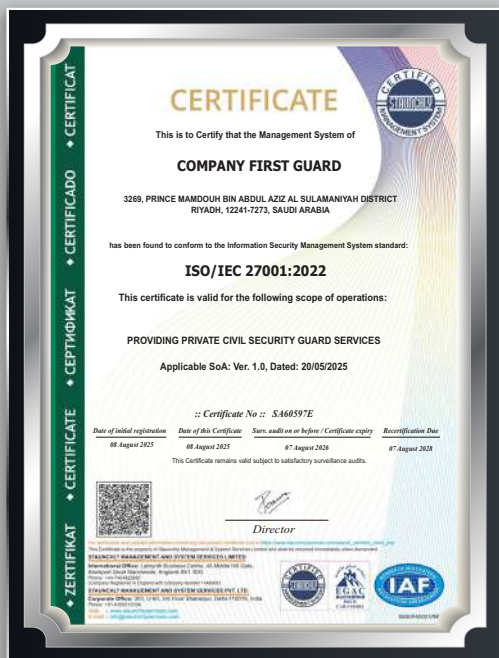 CERTIFICATE
CERTIFIED
STAUNCHLY
MANAGEMENT SYSTEM
This is to Certify that the Management System of
COMPANY FIRST GUARD
3269, PRINCE MAMDOUH BIN ABDUL AZIZ AL SULAMANIYAH DISTRICT
RIYADH, 12241-7273, SAUDI ARABIA
has been found to conform to the Information Security Management System standard:
ISO/IEC 27001:2022
This certificate is valid for the following scope of operations:
PROVIDING PRIVATE CIVIL SECURITY GUARD SERVICES
Applicable SoA: Ver. 1.0, Dated: 20/05/2025
:: Certificate No :: SA60597E
Date of initial registration Date of this Certificate Surv. audit on or before / Certificate expiry Recertification Due
08 August 2025 08 August 2025 07 August 2026 07 August 2028
This Certificate remains valid subject to satisfactory surveillance audits.
Director
STAUNCHLY MANAGEMENT AND SYSTEM SERVICES LIMITED
International Office:
STAUNCHLY MANAGEMENT AND SYSTEM SERVICES PVT. LTD.
Corporate Office:
STAUNCHLY
EGAC
IAF
◆ ZERTIFIKAT ◆ CERTIFICATE ◆ СЕРТИФИКАТ ◆ CERTIFICADO ◆ CERTIFICAT